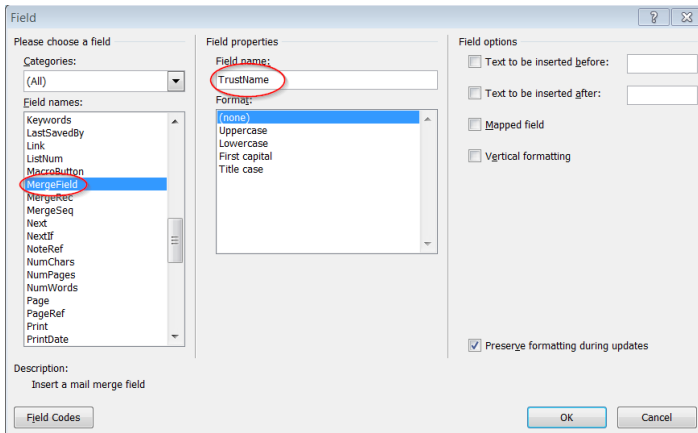 Field
Please choose a field
Categories:
(All)
Field names:
Keywords
LastSavedBy
Link
ListNum
MacroButton
MergeField
MergeRec
MergeSeq
Next
NextIf
NoteRef
NumChars
NumPages
NumWords
Page
PageRef
Print
PrintDate
Field properties
Field name:
TrustName
Format:
(none)
Uppercase
Lowercase
First capital
Title case
Field options
Text to be inserted before:
Text to be inserted after:
Mapped field
Vertical formatting
Preserve formatting during updates
Description:
Insert a mail merge field
Field Codes
OK
Cancel